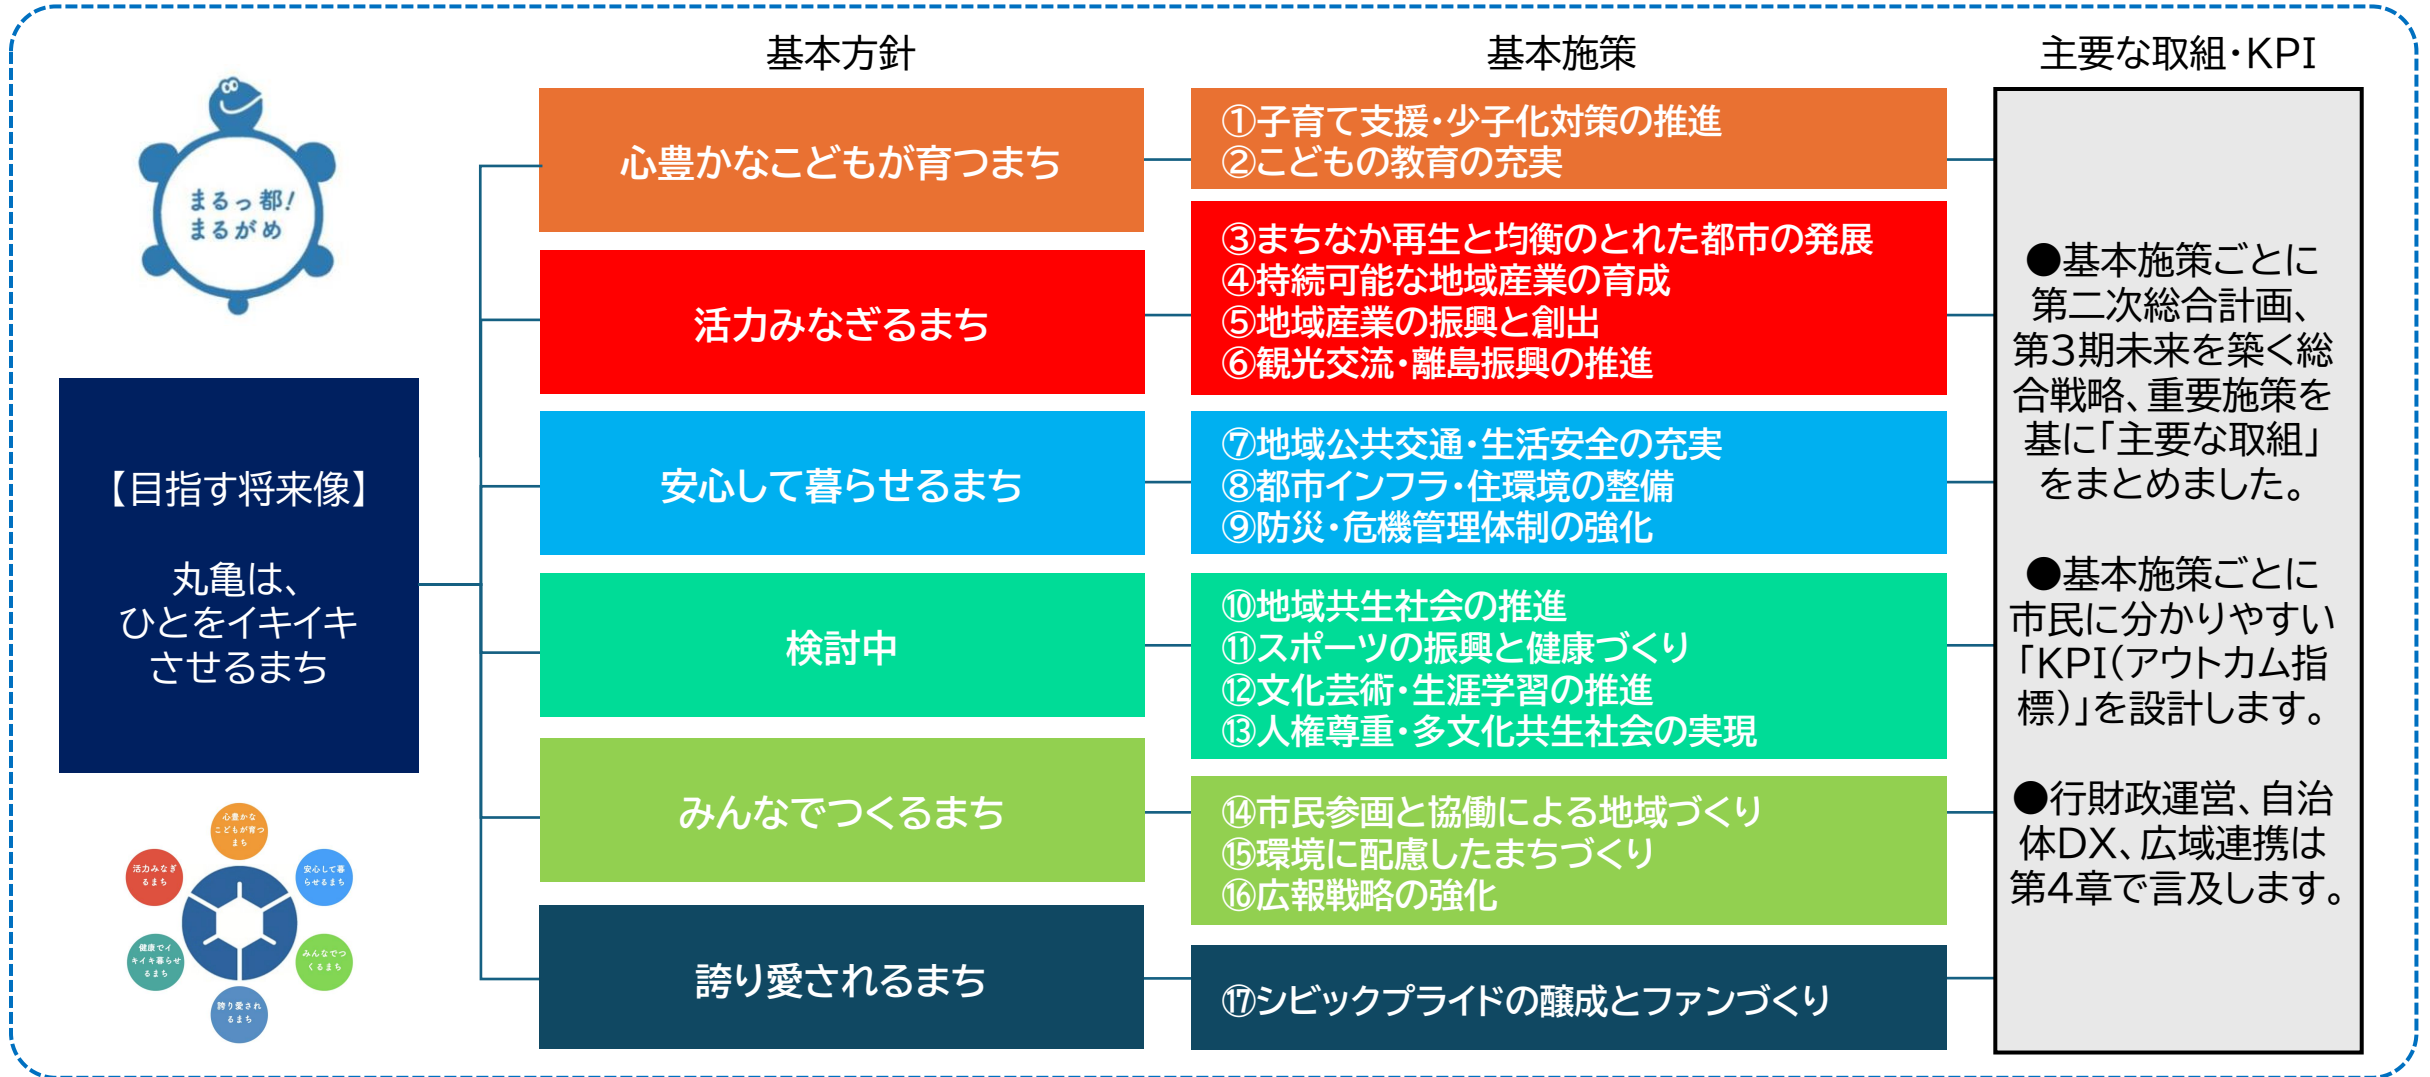 基本方針
基本施策
主要な取組・KPI
まるっ都!
まるがめ
【目指す将来像】
丸亀は、
ひとをイキイキ
させるまち
心豊かなこどもが育つまち
①子育て支援・少子化対策の推進
②こどもの教育の充実
活力みなぎるまち
③まちなか再生と均衡のとれた都市の発展
④持続可能な地域産業の育成
⑤地域産業の振興と創出
⑥観光交流・離島振興の推進
安心して暮らせるまち
⑦地域公共交通・生活安全の充実
⑧都市インフラ・住環境の整備
⑨防災・危機管理体制の強化
検討中
⑩地域共生社会の推進
⑪スポーツの振興と健康づくり
⑫文化芸術・生涯学習の推進
⑬人権尊重・多文化共生社会の実現
みんなでつくるまち
⑭市民参画と協働による地域づくり
⑮環境に配慮したまちづくり
⑯広報戦略の強化
誇り愛されるまち
⑰シビックプライドの醸成とファンづくり
●基本施策ごとに
第二次総合計画、
第3期未来を築く総
合戦略、重要施策を
基に「主要な取組」
をまとめました。
●基本施策ごとに
市民に分かりやすい
「KPI(アウトカム指
標)」を設計します。
●行財政運営、自治
体DX、広域連携は
第4章で言及します。
心豊かな
こどもが育つ
まち
活力みなぎ
るまち
安心して暮
らせるまち
健康でイ
キイキ暮らせ
るまち
みんなでつ
くるまち
誇り愛され
るまち